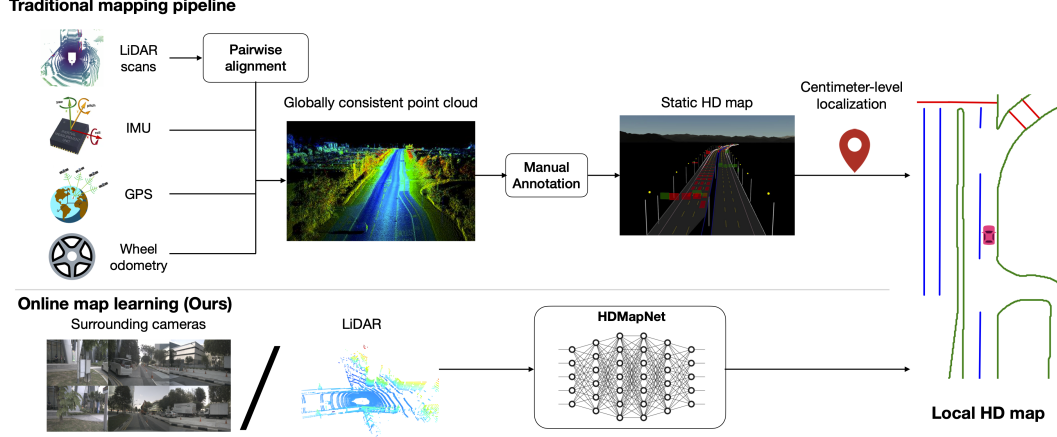 Traditional mapping pipeline
LiDAR
scans
Pairwise
alignment
IMU
GPS
Wheel
odometry
Globally consistent point cloud
Manual
Annotation
Static HD map
Centimeter-level
localization
Online map learning (Ours)
Surrounding cameras
LiDAR
HDMapNet
Local HD map